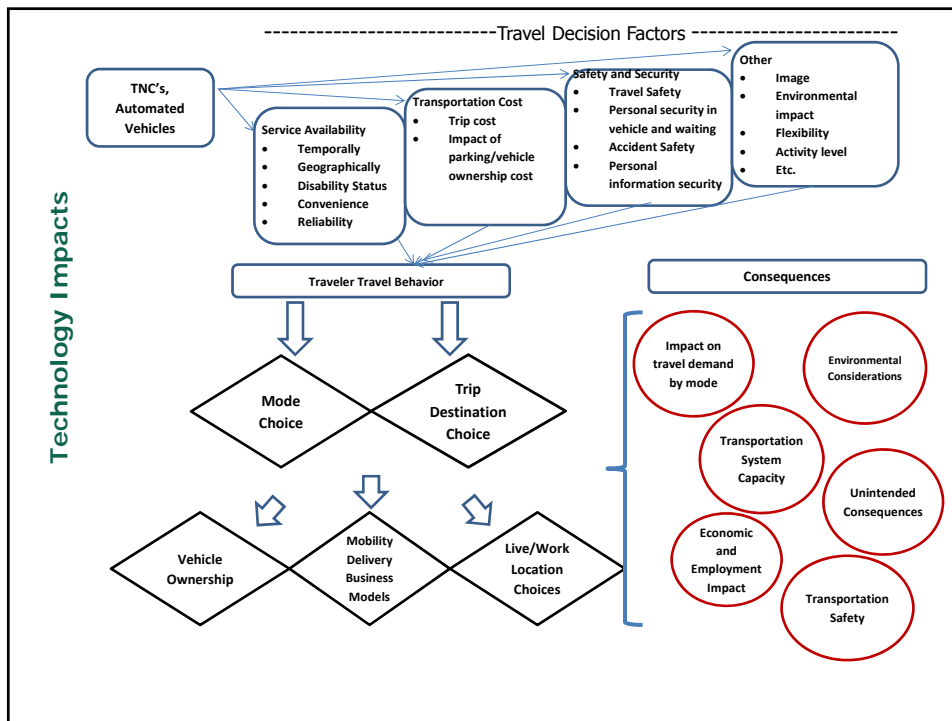 Technology Impacts
Travel Decision Factors
TNC's,
Automated
Vehicles
Service Availability
• Temporally
• Geographically
• Disability Status
• Convenience
• Reliability
Transportation Cost
• Trip cost
• Impact of
parking/vehicle
ownership cost
Safety and Security
• Travel Safety
• Personal security in
vehicle and waiting
• Accident Safety
• Personal
information security
Other
• Image
• Environmental
impact
• Flexibility
• Activity level
• Etc.
Traveler Travel Behavior
Mode
Choice
Trip
Destination
Choice
Vehicle
Ownership
Mobility
Delivery
Business
Models
Live/Work
Location
Choices
Consequences
Impact on
travel demand
by mode
Environmental
Considerations
Transportation
System
Capacity
Unintended
Consequences
Economic
and
Employment
Impact
Transportation
Safety